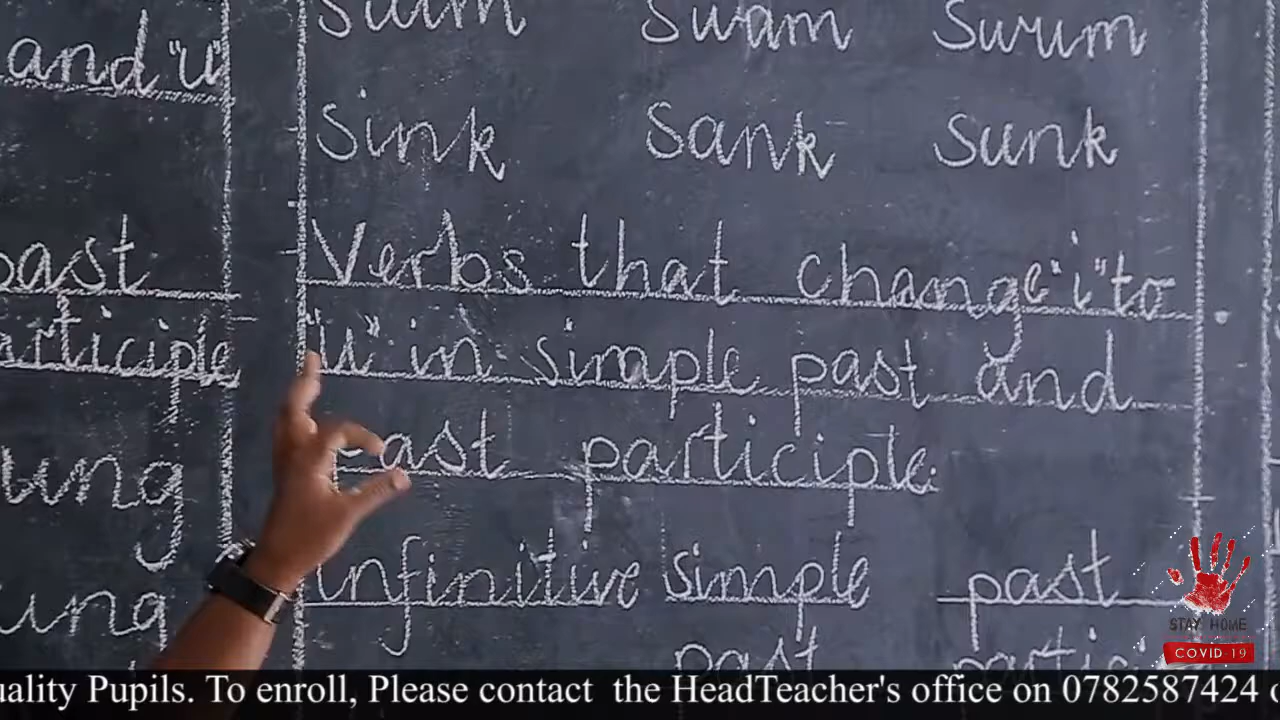 and "u"
past
participle
ung
ung
Swim Swam Swum
Sink Sank Sunk
Verbs that change "i" to
"u" in simple past and
Past participle.
infinitive simple past
past
STAY HOME
COVID-19
uality Pupils. To enroll, Please contact the HeadTeacher's office on 0782587424